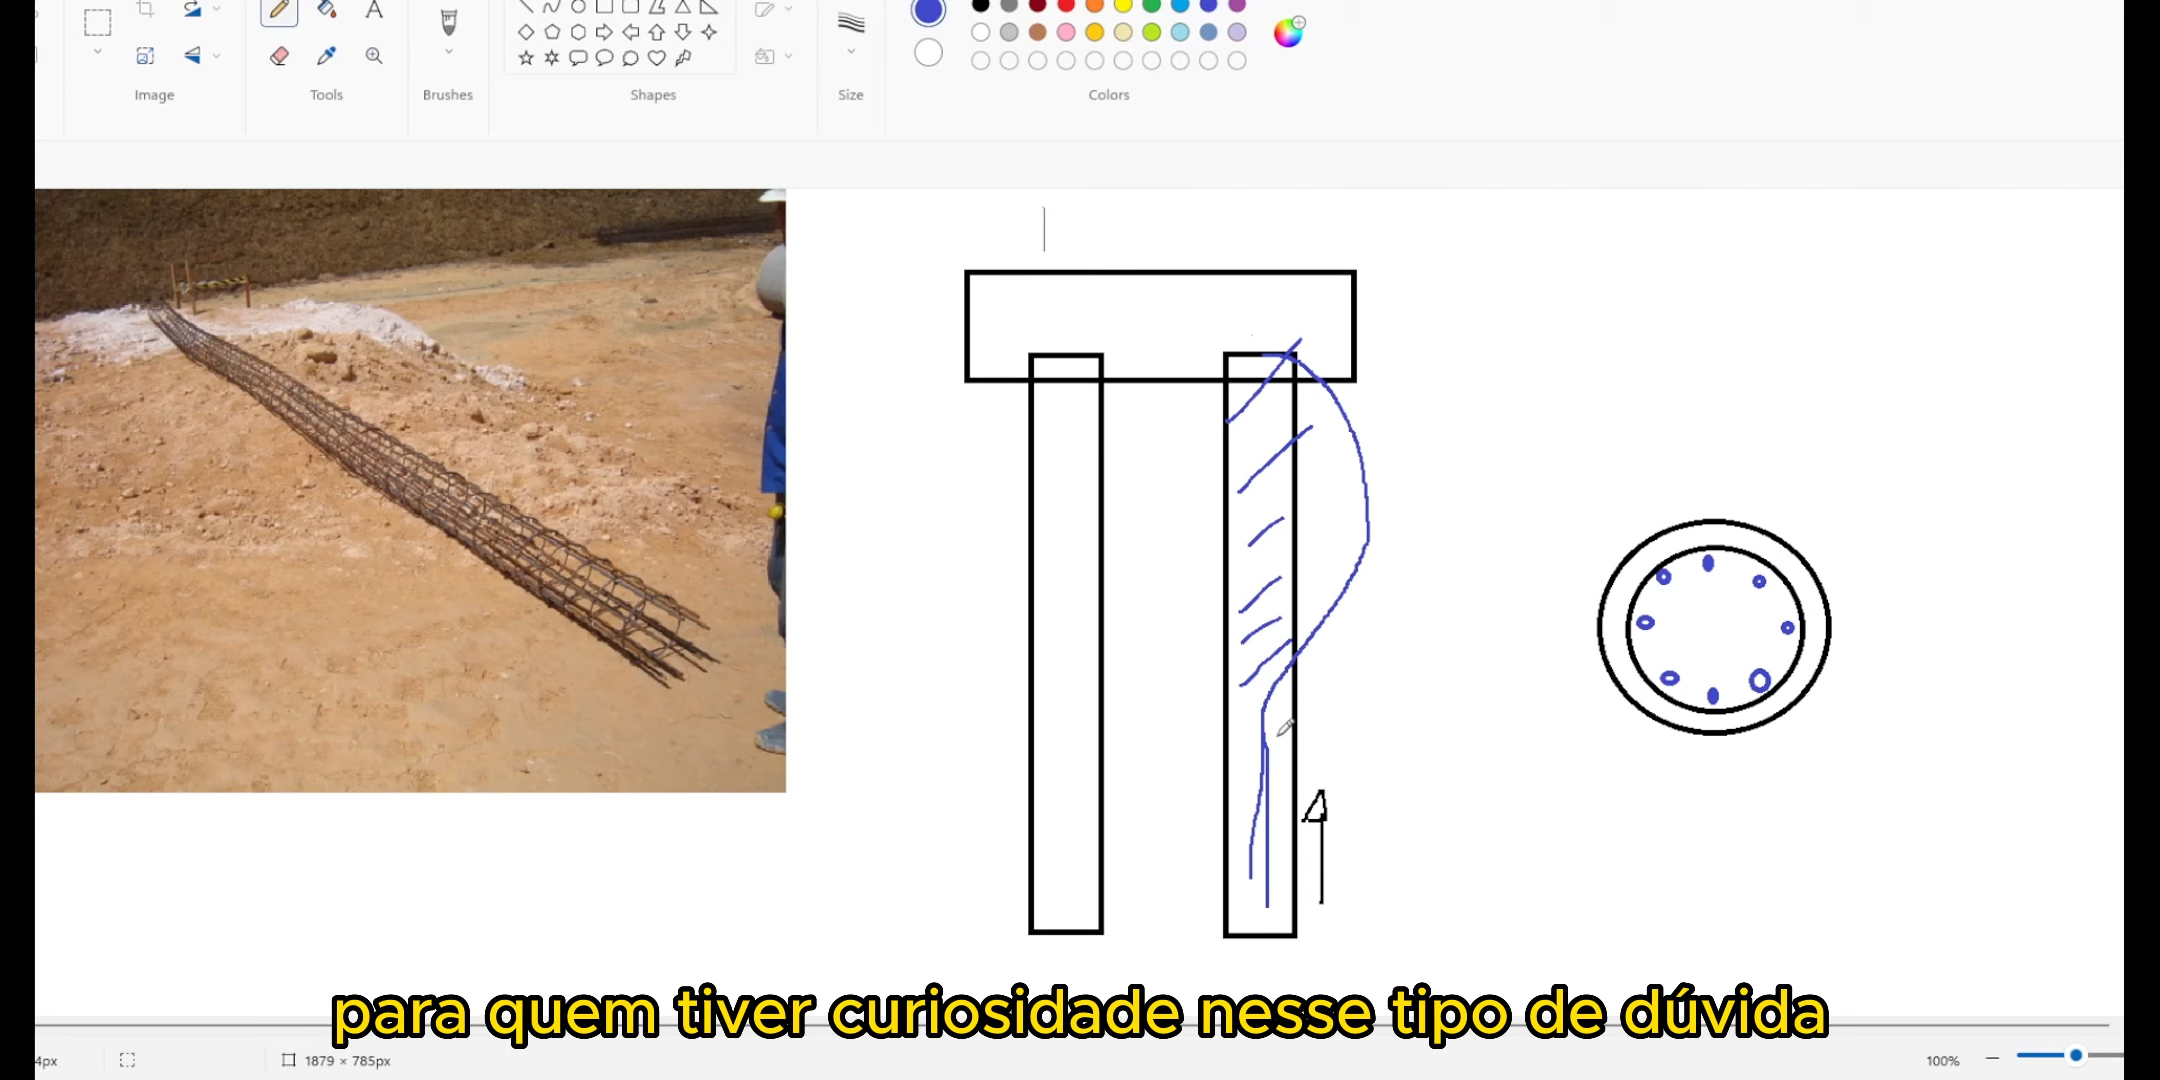 Image
Tools
Brushes
Shapes
Size
Colors
para quem tiver curiosidade nesse tipo de dúvida
4px
1879 × 785px
100%